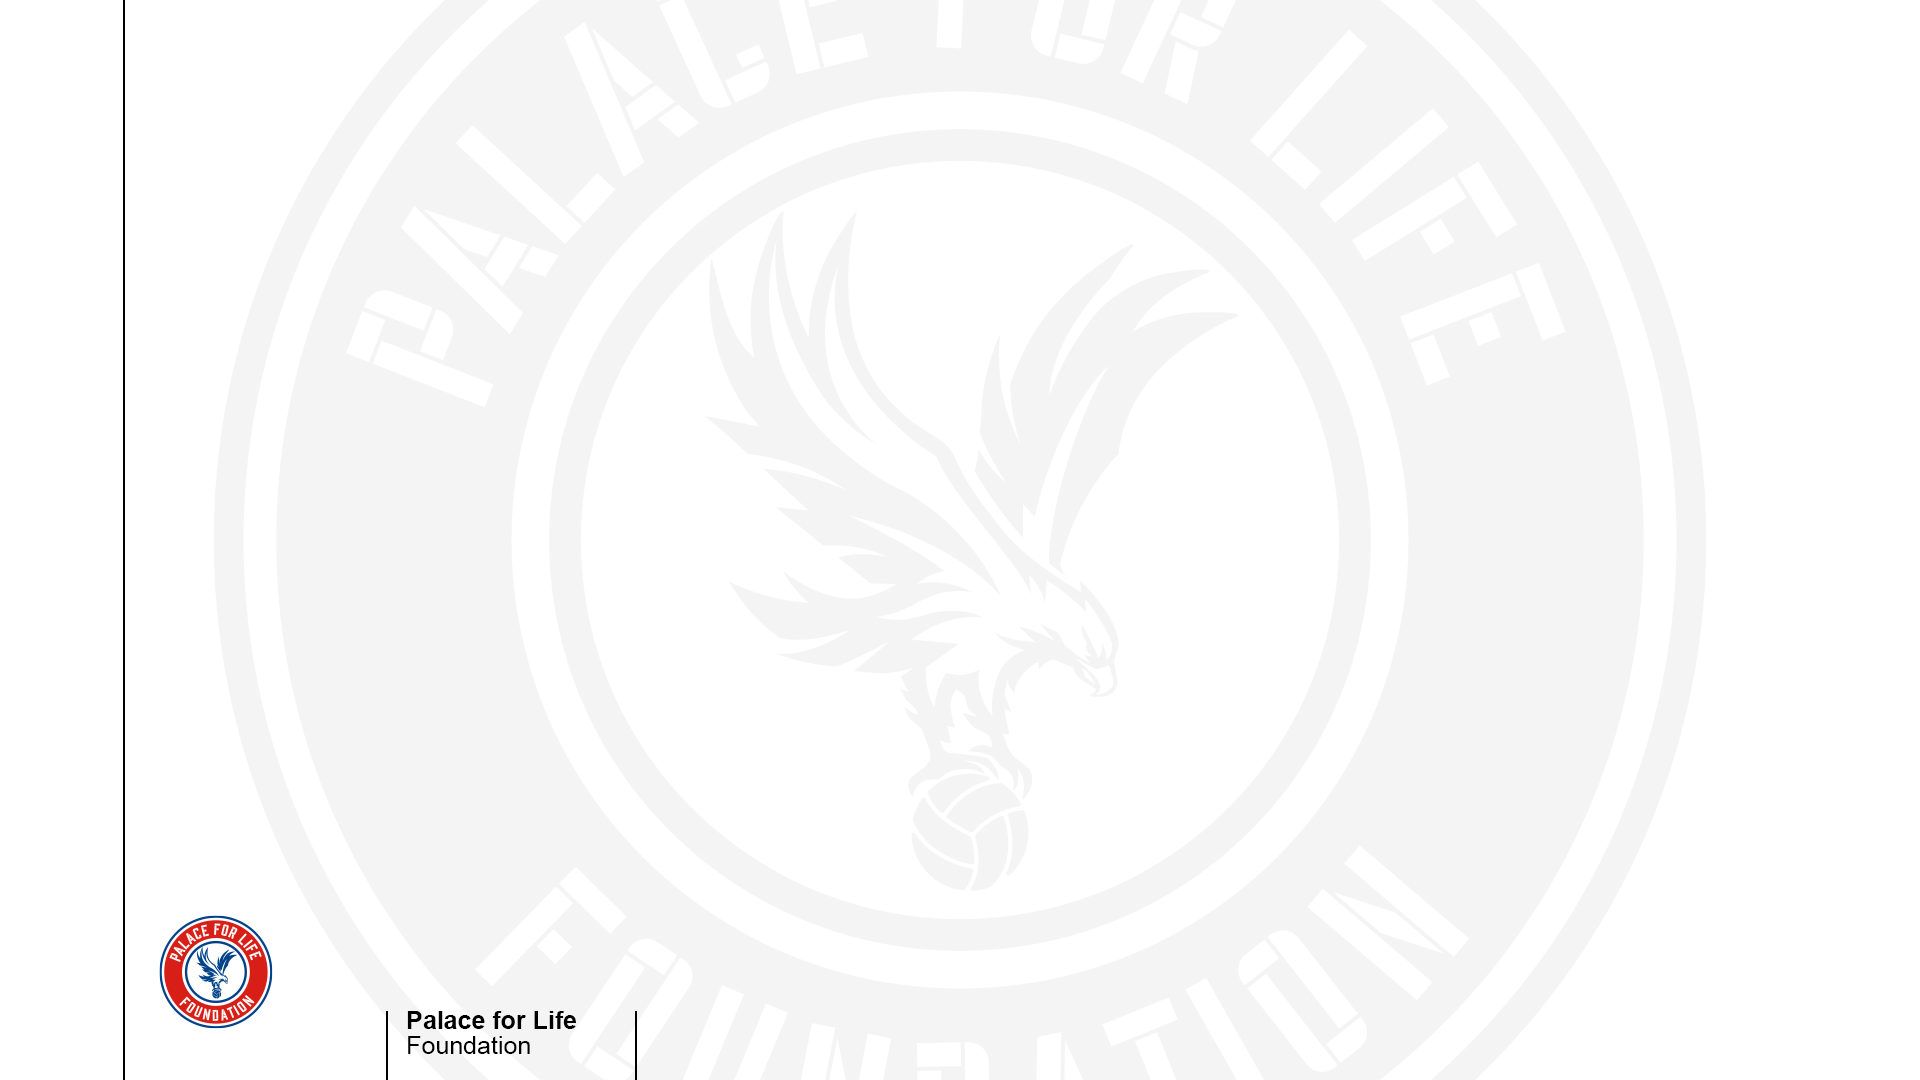 PALACE FOR LIFE
FOUNDATION
PALACE FOR LIFE
FOUNDATION
Palace for Life
Foundation